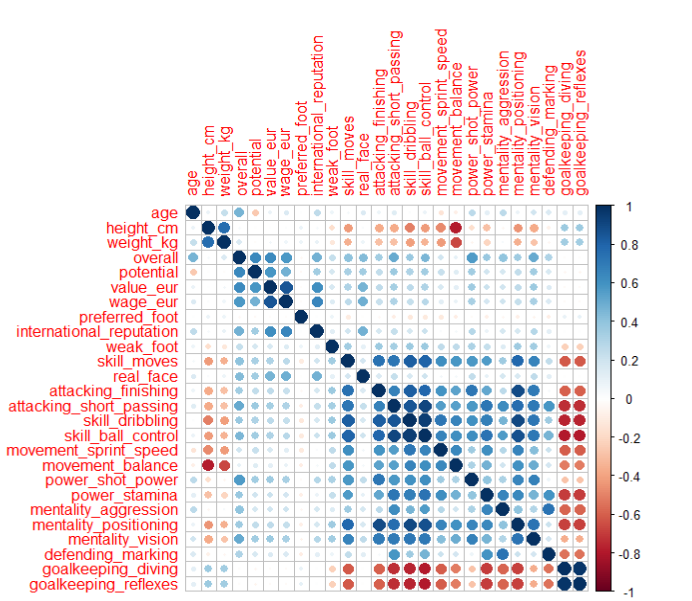 age
height_cm
weight_kg
overall
potential
value_eur
wage_eur
preferred_foot
international_reputation
weak_foot
skill_moves
real_face
attacking_finishing
attacking_short_passing
skill_dribbling
skill_ball_control
movement_sprint_speed
movement_balance
power_shot_power
power_stamina
mentality_aggression
mentality_positioning
mentality_vision
defending_marking
goalkeeping_diving
goalkeeping_reflexes
age
height_cm
weight_kg
overall
potential
value_eur
wage_eur
preferred_foot
international_reputation
weak_foot
skill_moves
real_face
attacking_finishing
attacking_short_passing
skill_dribbling
skill_ball_control
movement_sprint_speed
movement_balance
power_shot_power
power_stamina
mentality_aggression
mentality_positioning
mentality_vision
defending_marking
goalkeeping_diving
goalkeeping_reflexes
1
0.8
0.6
0.4
0.2
0
-0.2
-0.4
-0.6
-0.8
-1